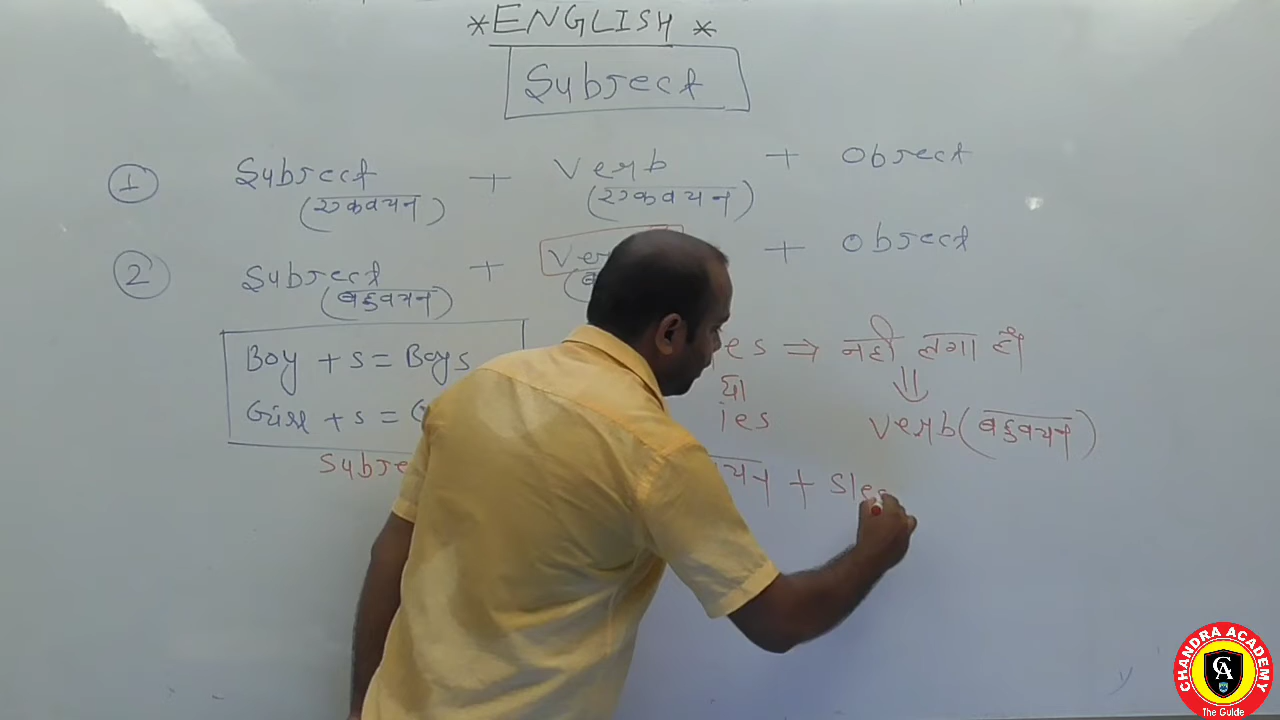 *ENGLISH *
Subject
1 Subject + Verb + Object
(एकवचन) (एकवचन)
2 Subject + + Object
(बहुवचन)
Boy + s = Boys
Girl + s =
es ⇒ नही लगा हो
या
ies
⇓
Verb (बहुवचन)
+ s/es
CHANDRA ACADEMY
CA
The Guide